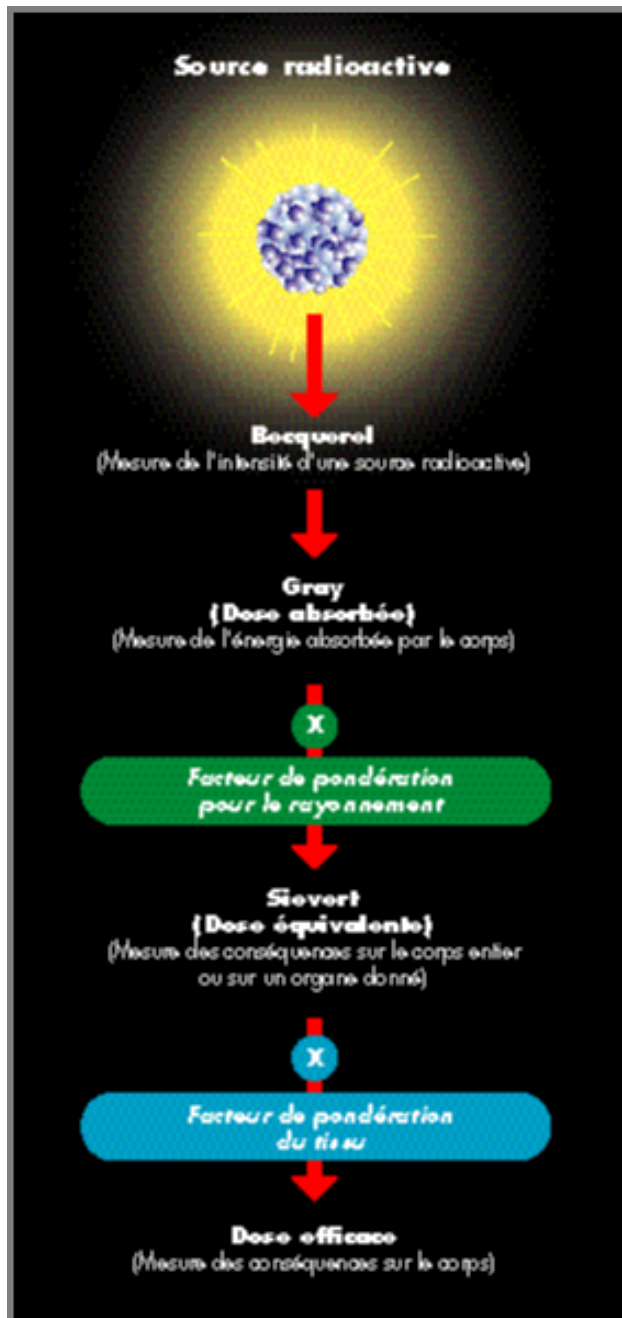 Source radioactive
Becquerel
(Mesure de l'intensité d'une source radioactive)
Gray
(Dose absorbée)
(Mesure de l'énergie absorbée par le corps)
X
Facteur de pondération
pour le rayonnement
Sievert
(Dose équivalente)
(Mesure des conséquences sur le corps entier
ou sur un organe donné)
X
Facteur de pondération
du tissu
Dose efficace
(Mesure des conséquences sur le corps)